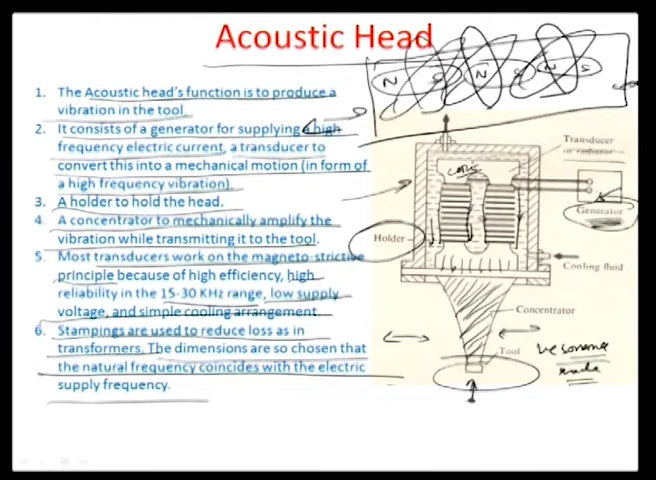 Acoustic Head
1. The Acoustic head's function is to produce a
vibration in the tool.
2. It consists of a generator for supplying a high
frequency electric current, a transducer to
convert this into a mechanical motion (in form of
a high frequency vibration).
3. A holder to hold the head.
4. A concentrator to mechanically amplify the
vibration while transmitting it to the tool.
5. Most transducers work on the magneto-strictive
principle because of high efficiency, high
reliability in the 15-30 KHz range, low supply
voltage, and simple cooling arrangement.
6. Stampings are used to reduce loss as in
transformers. The dimensions are so chosen that
the natural frequency coincides with the electric
supply frequency.
N S N S N S
Transducer
or radiator
Generator
Holder
Cooling fluid
Concentrator
Tool
Resonance
mode